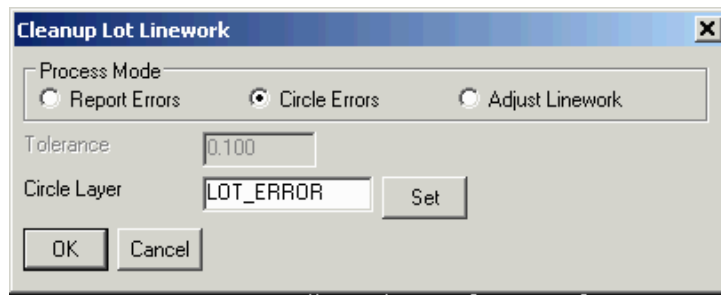 Cleanup Lot Linework
Process Mode
Report Errors Circle Errors Adjust Linework
Tolerance 0.100
Circle Layer LOT_ERROR Set
OK Cancel